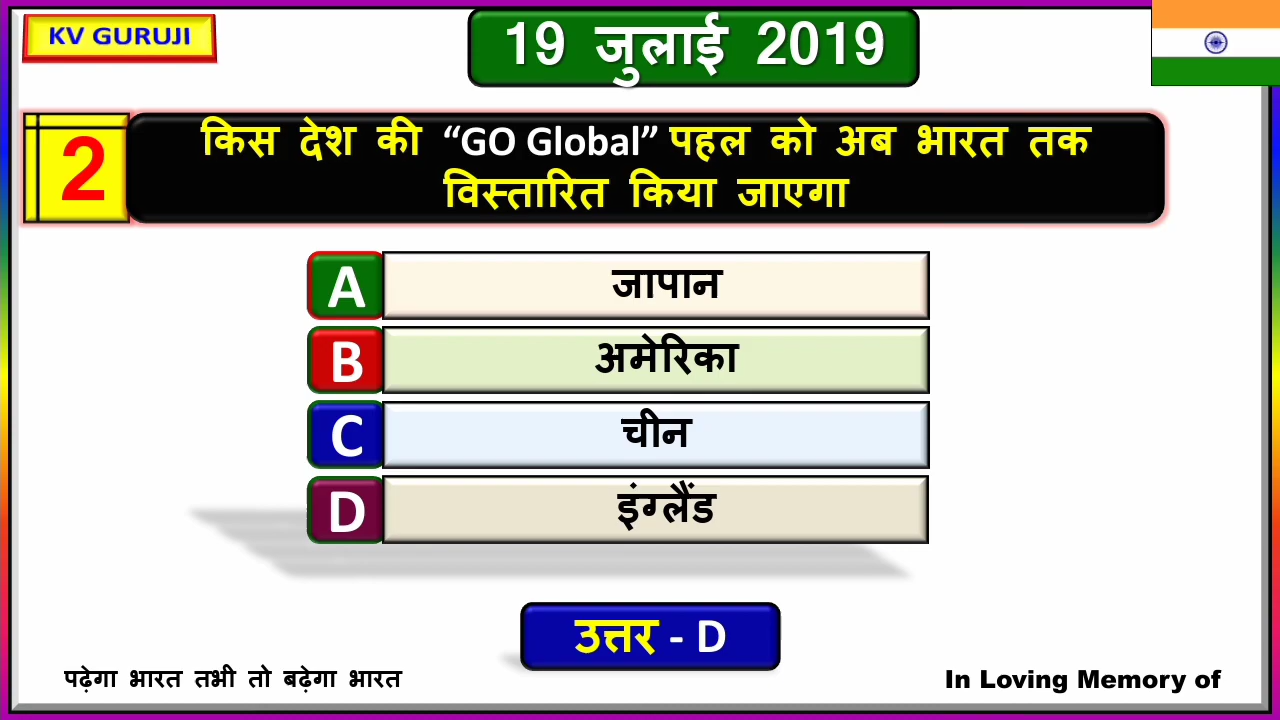 KV GURUJI
19 जुलाई 2019
2
किस देश की “GO Global” पहल को अब भारत तक
विस्तारित किया जाएगा
A जापान
B अमेरिका
C चीन
D इंग्लैंड
उत्तर - D
पढ़ेगा भारत तभी तो बढ़ेगा भारत
In Loving Memory of